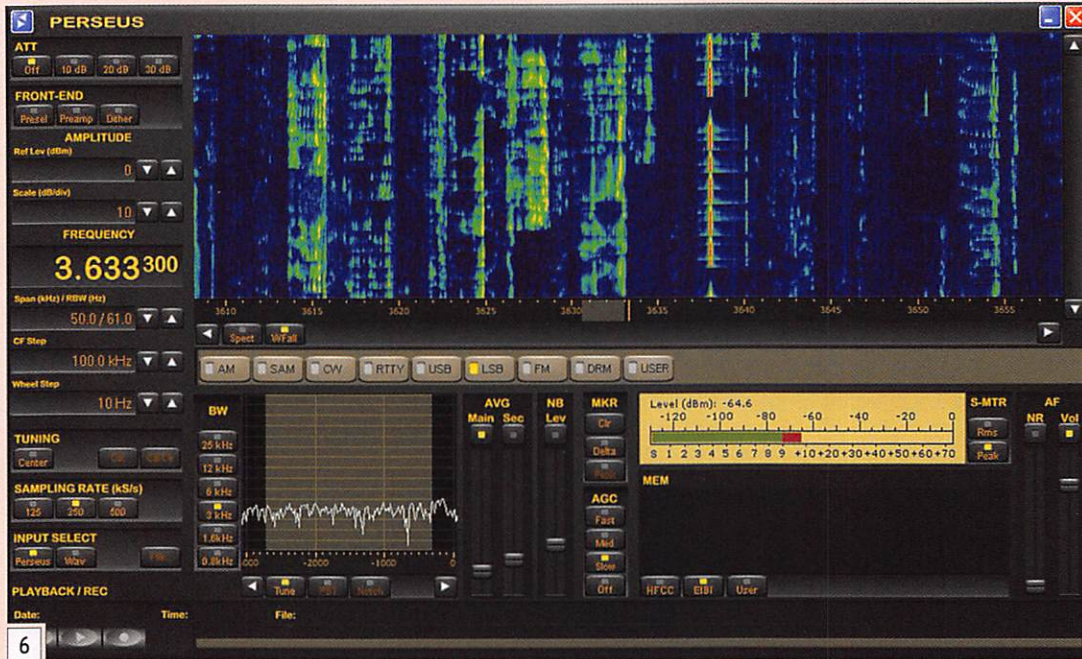 PERSEUS
ATT
Off 10 dB 20 dB 30 dB
FRONT-END
Presel Preamp Dither
AMPLITUDE
Ref Lev (dBm)
0
Scale (dB/div)
10
FREQUENCY
3.633300
Span (kHz) / RBW (Hz)
50.0 / 61.0
CF Step
100.0 kHz
Wheel Step
10 Hz
TUNING
Center
SAMPLING RATE (kS/s)
125 250 500
INPUT SELECT
Perseus Wav
PLAYBACK / REC
Date: Time: File:
6
3610 3615 3620 3625 3630 3635 3640 3645 3650 3655
Spect WFall
AM SAM CW RTTY USB LSB FM DRM USER
BW
25 kHz
12 kHz
6 kHz
3 kHz
1.6kHz
0.8kHz
-2000 -1000 0
Tune PBT Notch
AVG
Main Sec
NB
Lev
MKR
Clr
Delta
Peak
AGC
Fast
Med
Slow
Off
Level (dBm): -64.6
-120 -100 -80 -60 -40 -20 0
S 1 2 3 4 5 6 7 8 9 +10+20+30+40+50+60+70
S-MTR
Rms
Peak
AF
NR Vol
MEM
HFCC EIBI User